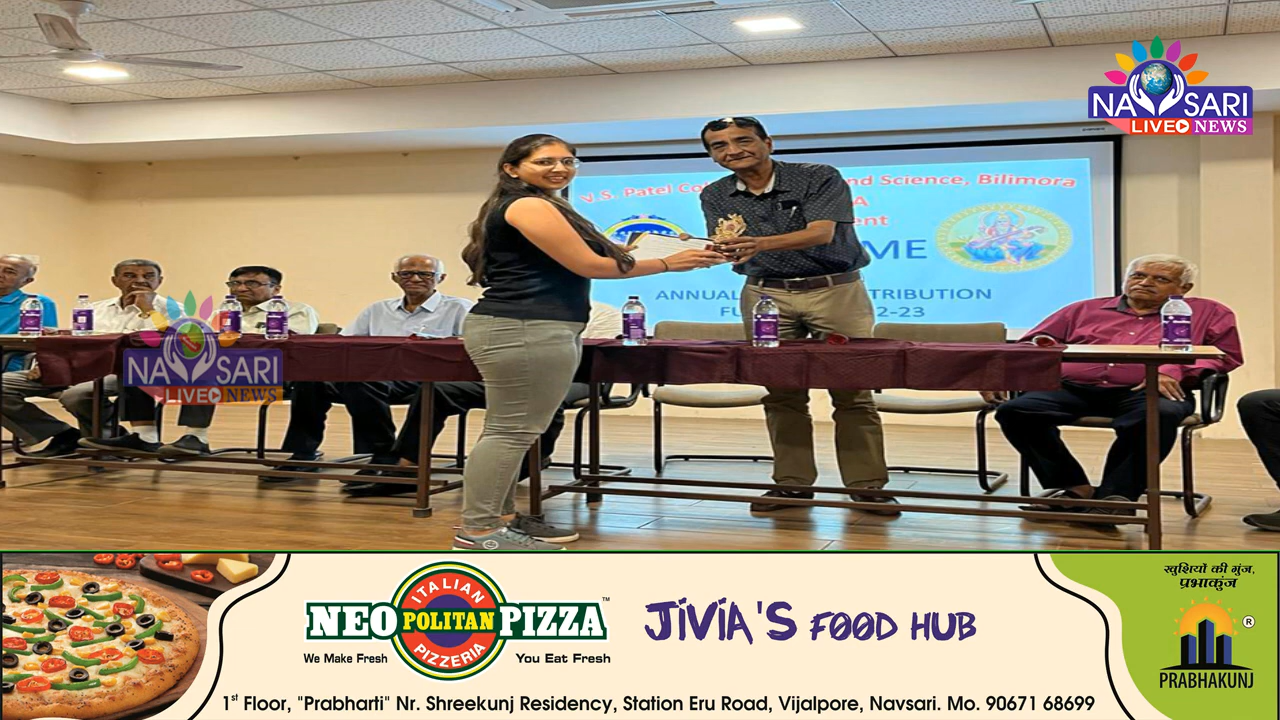 NAVSARI
LIVE NEWS
V.S. Patel Co
nd Science, Bilimora
A
ent
ME
ANNUAL
TRIBUTION
2-23
NAVSARI
LIVE NEWS
ITALIAN
NEO POLITAN PIZZA™
PIZZERIA
We Make Fresh
You Eat Fresh
JIVIA'S FOOD HUB
खुशियों की गुंज,
प्रभाकुंज
®
PRABHAKUNJ
1st Floor, "Prabharti" Nr. Shreekunj Residency, Station Eru Road, Vijalpore, Navsari. Mo. 90671 68699